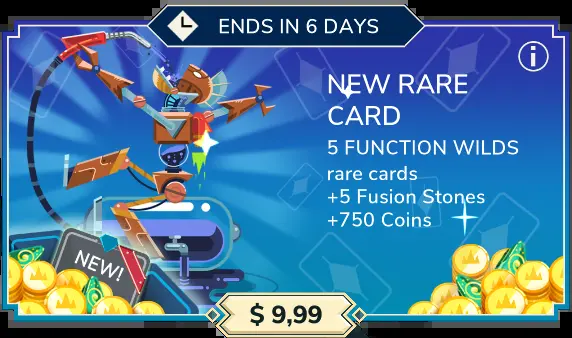 ENDS IN 6 DAYS
NEW RARE
CARD
5 FUNCTION WILDS
rare cards
+5 Fusion Stones
+750 Coins
NEW!
$ 9,99